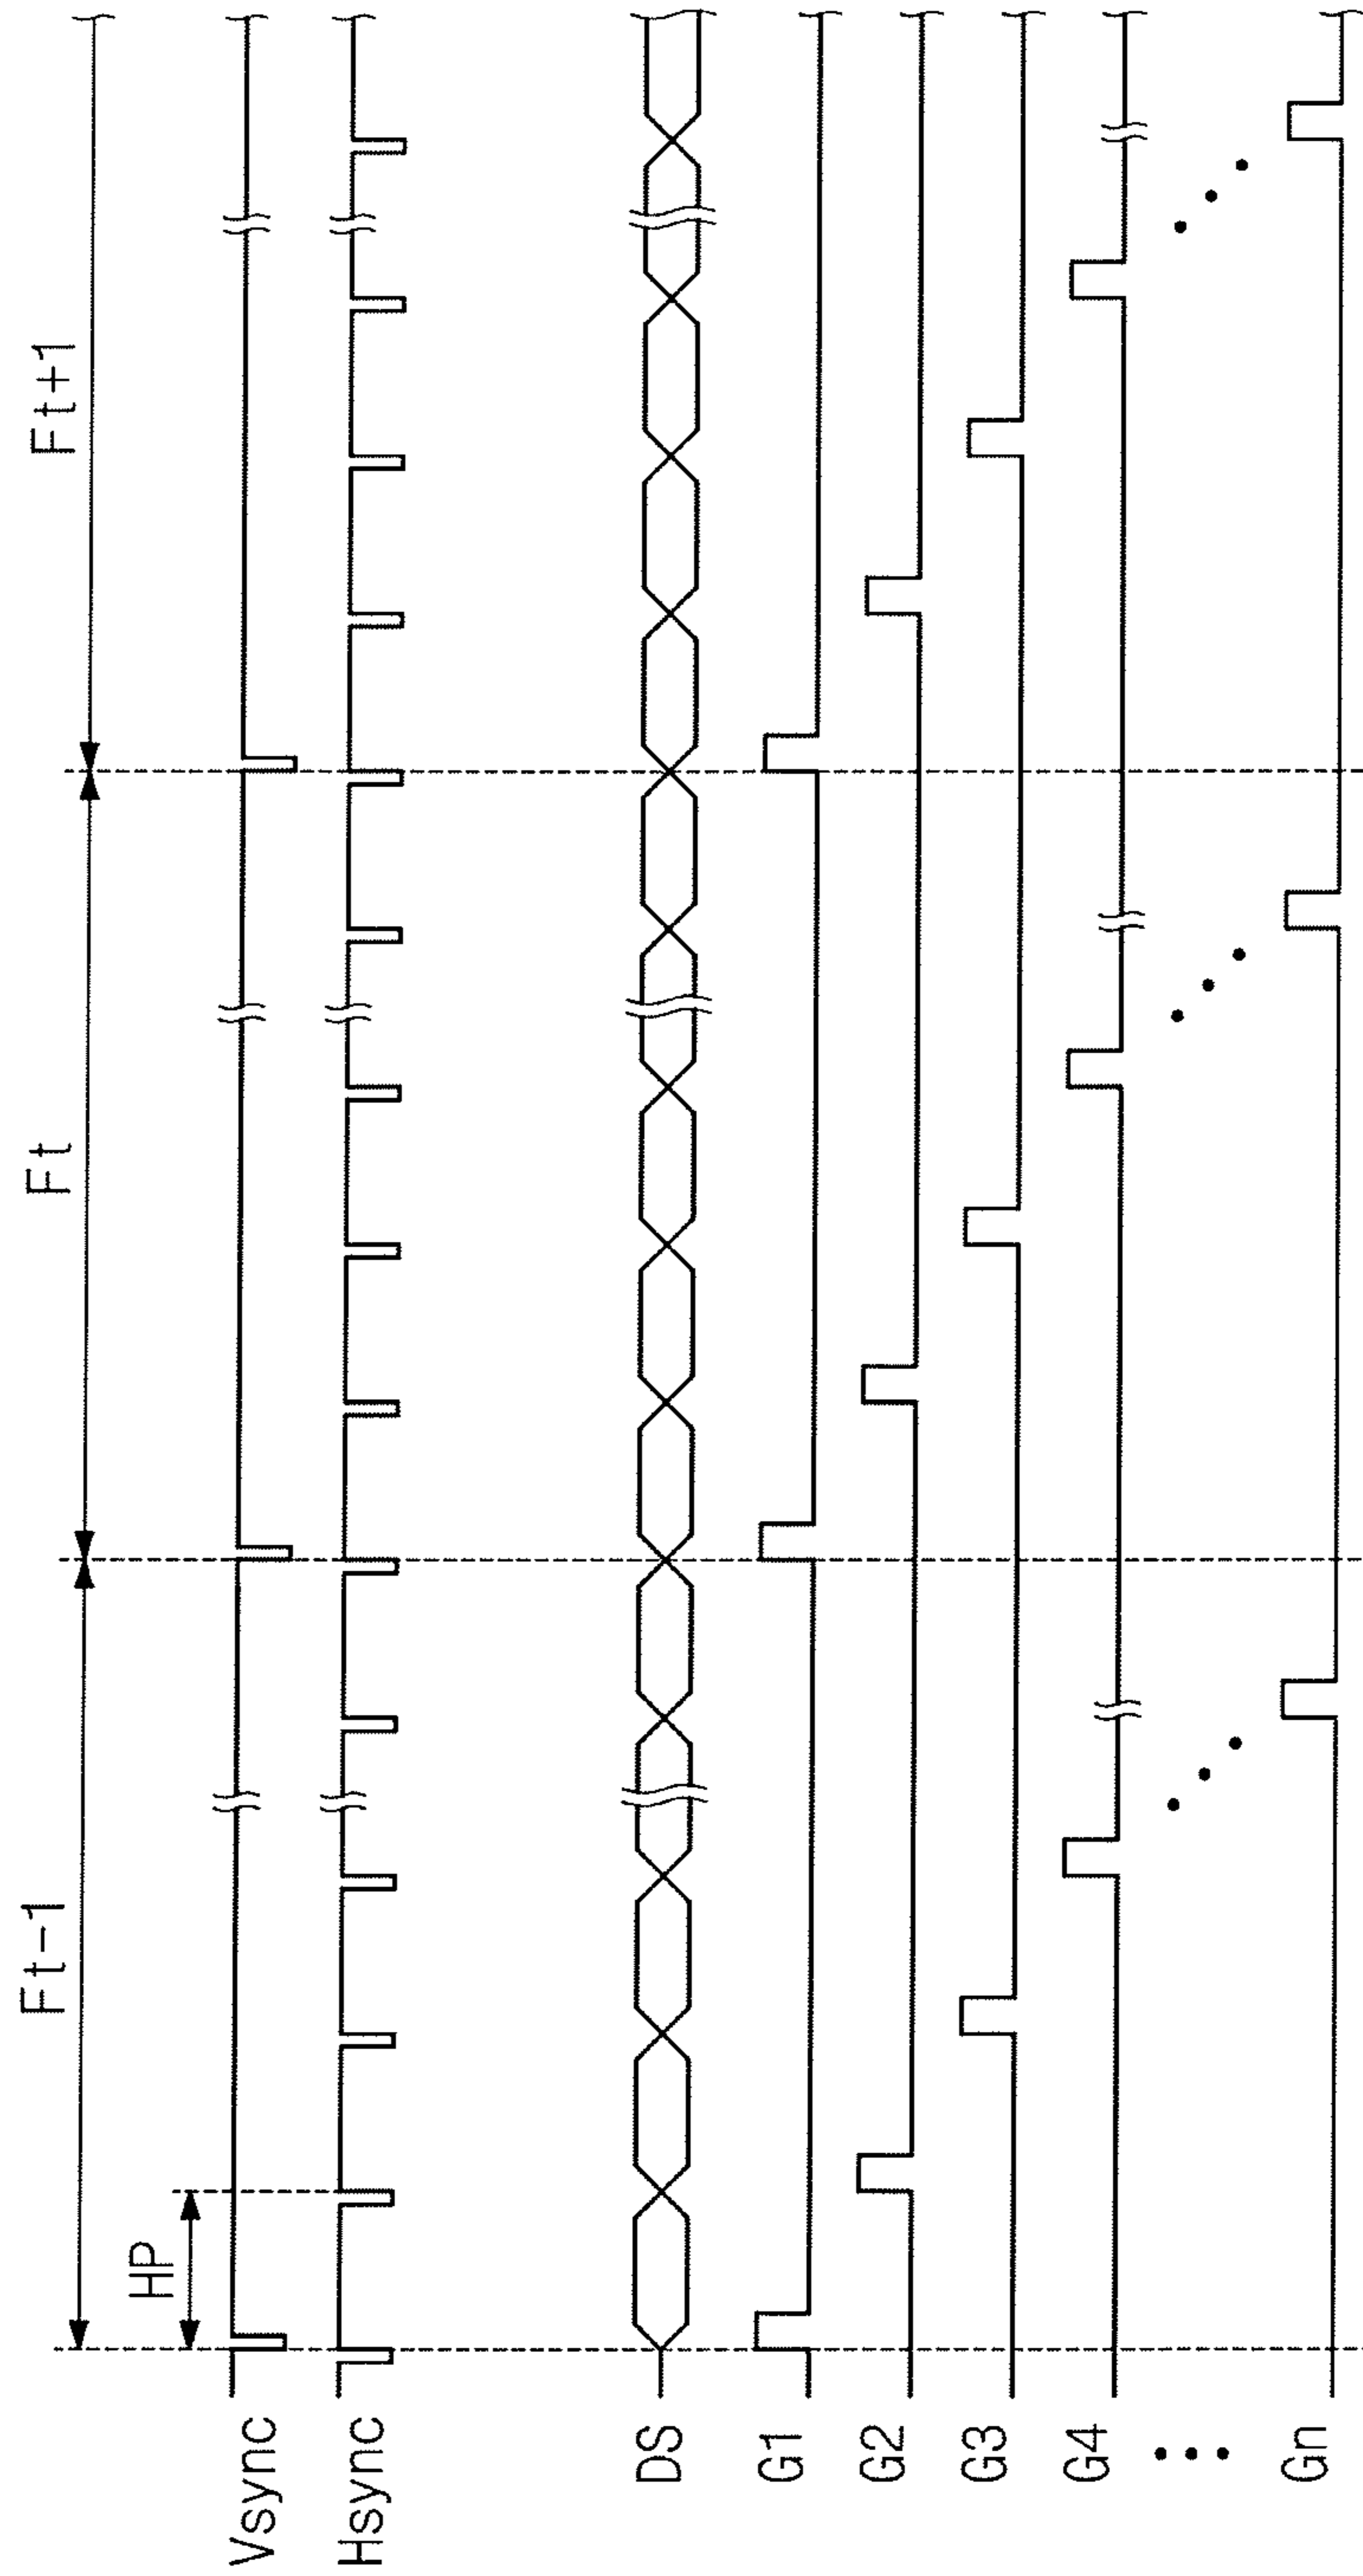 Ft-1
Ft
Ft+1
HP
Vsync
Hsync
DS
G1
G2
G3
G4
Gn